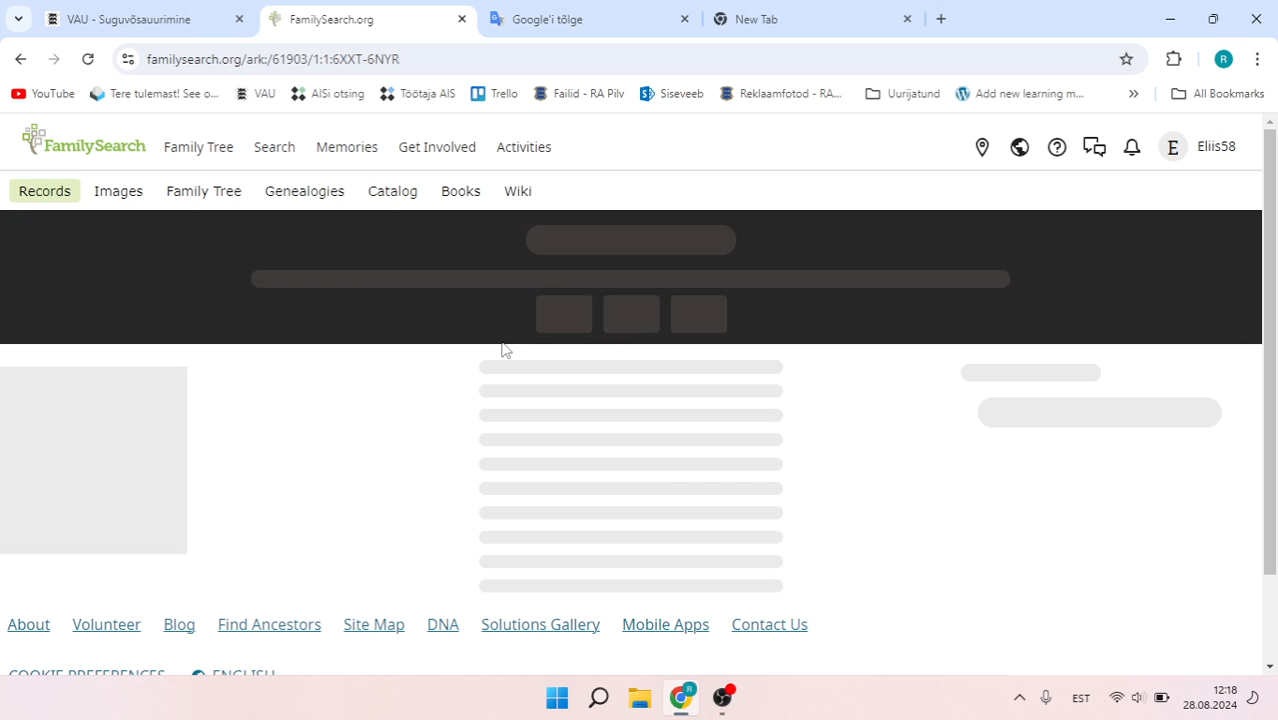 VAU - Suguvõsauurimine
FamilySearch.org
Google'i tõlge
New Tab
familysearch.org/ark:/61903/1:1:6XXT-6NYR
R
YouTube
Tere tulemast! See o...
VAU
AISi otsing
Töötaja AIS
Trello
Failid - RA Pilv
Siseveeb
Reklaamfotod - RA...
Uurijatund
Add new learning m...
»
All Bookmarks
FamilySearch
Family Tree
Search
Memories
Get Involved
Activities
E
Eliis58
Records
Images
Family Tree
Genealogies
Catalog
Books
Wiki
About
Volunteer
Blog
Find Ancestors
Site Map
DNA
Solutions Gallery
Mobile Apps
Contact Us
COOKIE PREFERENCES
ENGLISH
R
EST
12:18
28.08.2024